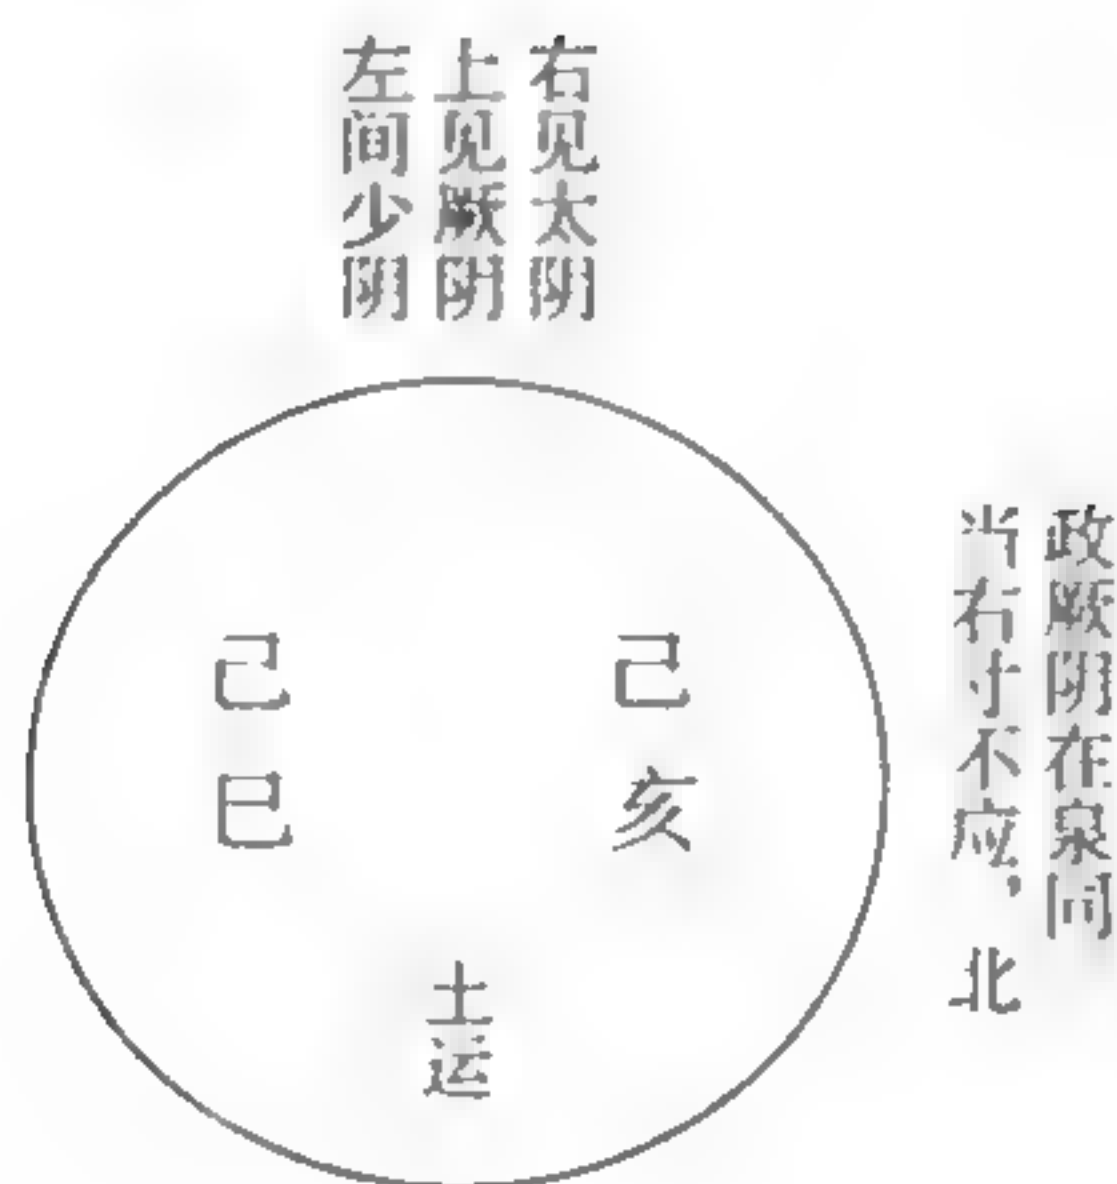 左间少阴
上见厥阴
右见太阴
当右寸不应，北
政厥阴在泉同
己巳
己亥
土运